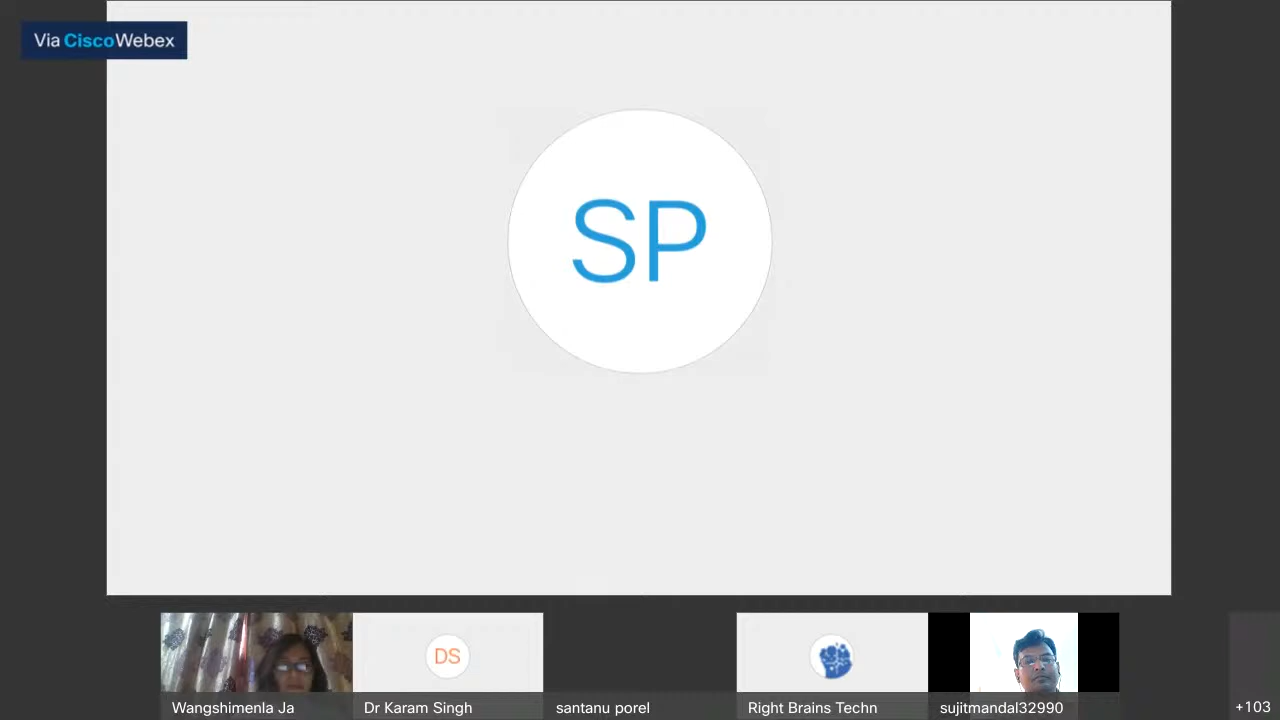 Via CiscoWebex
SP
DS
Wangshimenla Ja
Dr Karam Singh
santanu porel
Right Brains Techn
sujitmandal32990
+103